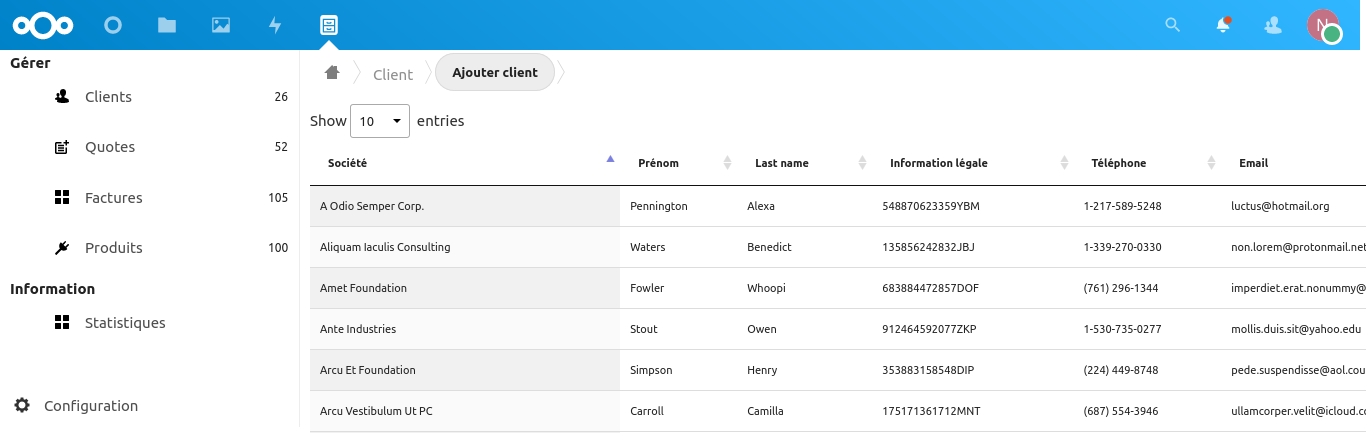 N
Gérer
Clients 26
Quotes 52
Factures 105
Produits 100
Information
Statistiques
Configuration
Client Ajouter client
Show 10 entries
Société Prénom Last name Information légale Téléphone Email
A Odio Semper Corp. Pennington Alexa 548870623359YBM 1-217-589-5248 luctus@hotmail.org
Aliquam Iaculis Consulting Waters Benedict 135856242832JBJ 1-339-270-0330 non.lorem@protonmail.net
Amet Foundation Fowler Whoopi 683884472857DOF (761) 296-1344 imperdiet.erat.nonummy@
Ante Industries Stout Owen 912464592077ZKP 1-530-735-0277 mollis.duis.sit@yahoo.edu
Arcu Et Foundation Simpson Henry 353883158548DIP (224) 449-8748 pede.suspendisse@aol.cou
Arcu Vestibulum Ut PC Carroll Camilla 175171361712MNT (687) 554-3946 ullamcorper.velit@icloud.c